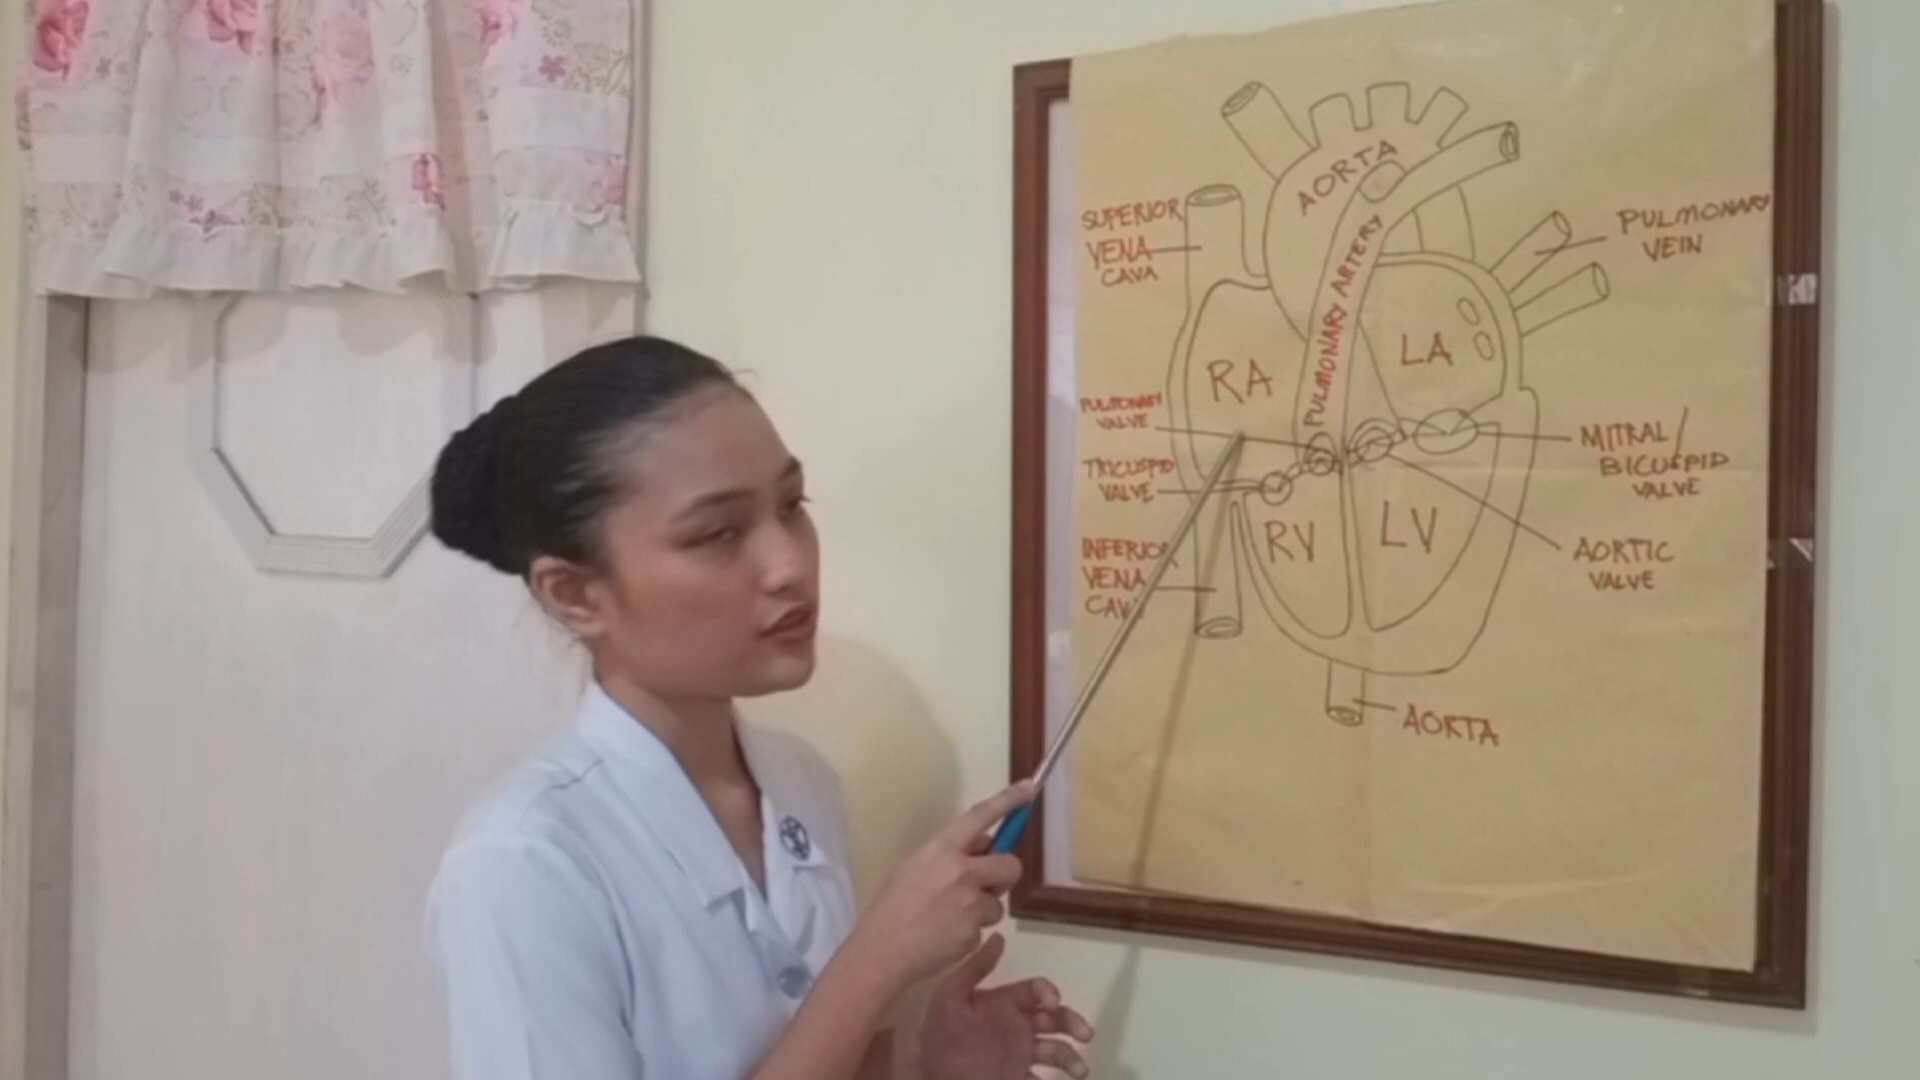 AORTA
SUPERIOR
VENA
CAVA
PULMONARY
VEIN
PULMONARY ARTERY
RA
LA
PULMONARY
VALVE
TRICUSPID
VALVE
MITRAL/
BICUSPID
VALVE
RV
LV
INFERIOR
VENA
AORTIC
VALVE
AORTA